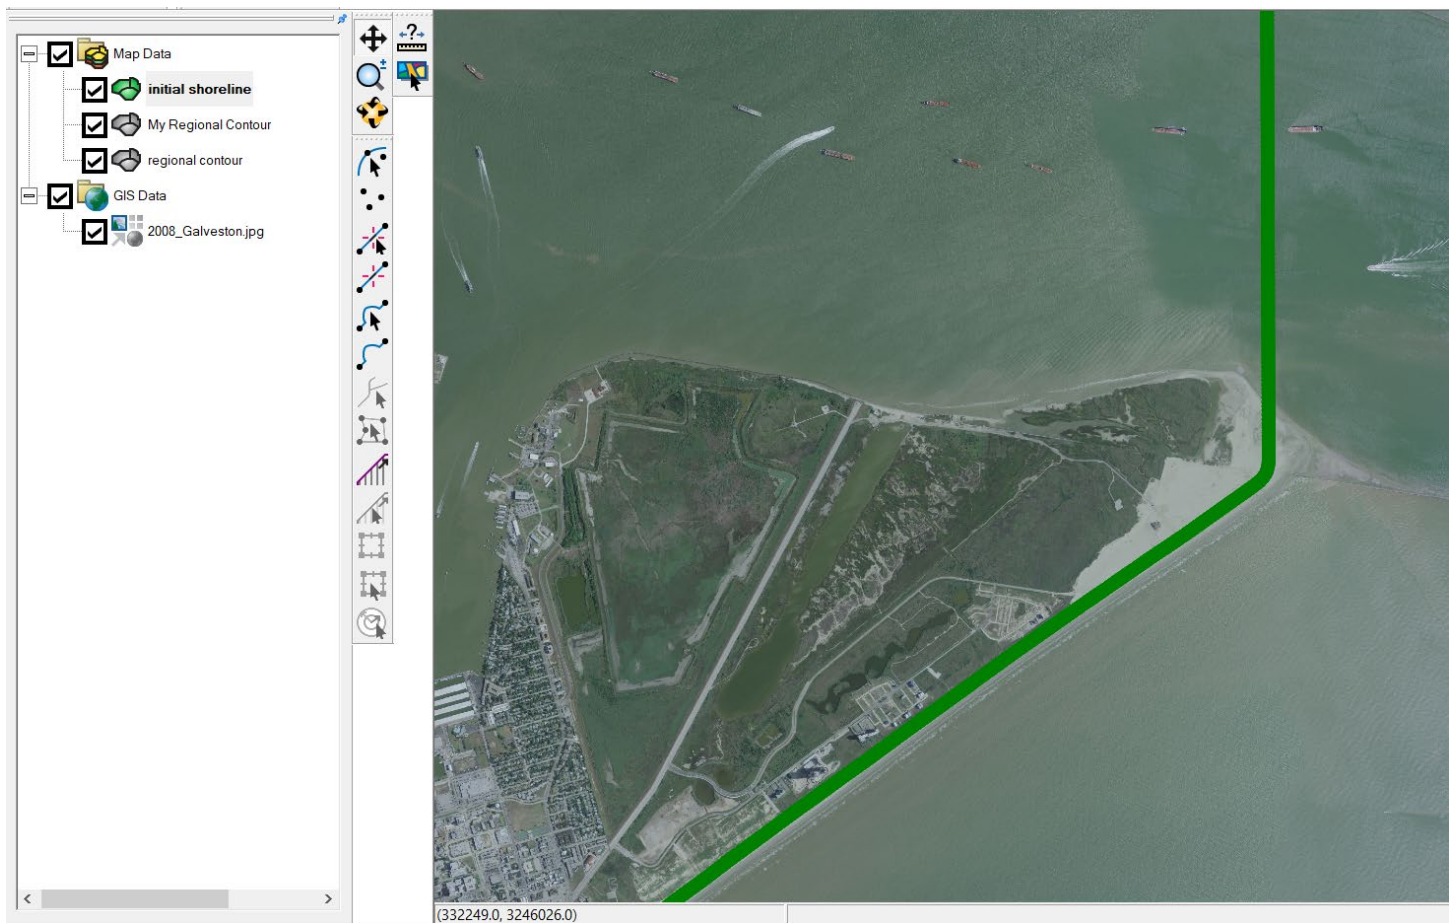 Map Data
initial shoreline
My Regional Contour
regional contour
GIS Data
2008_Galveston.jpg
(332249.0, 3246026.0)